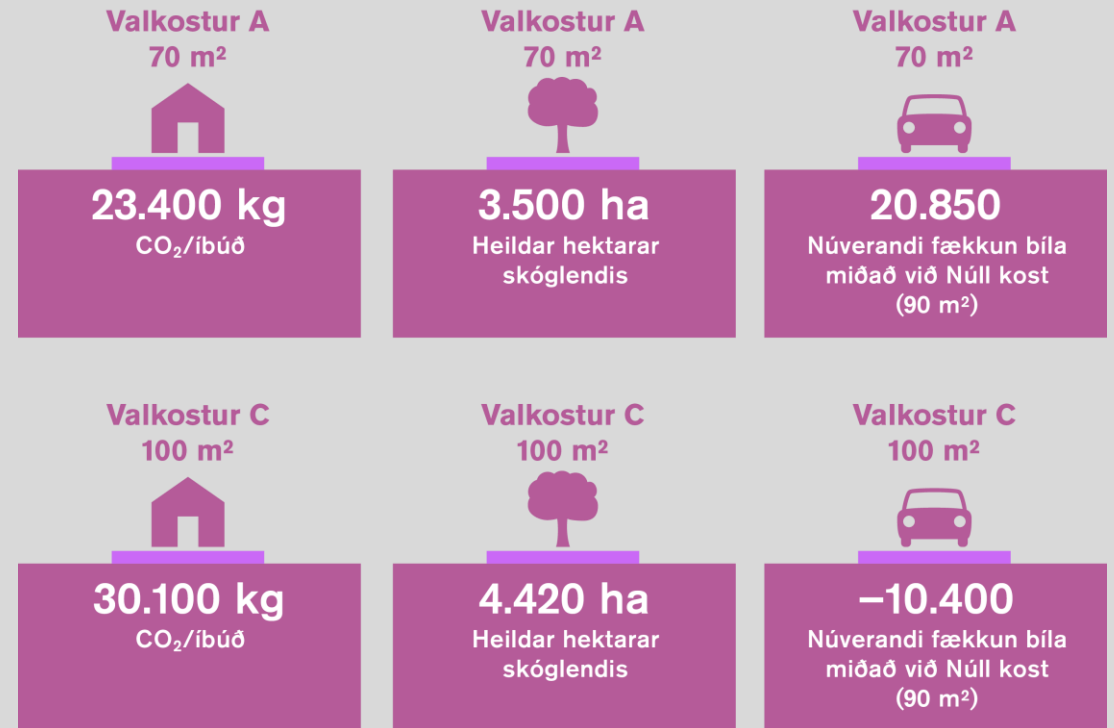 Valkostur A
70 m²
23.400 kg
CO₂/íbúð
Valkostur A
70 m²
3.500 ha
Heildar hektarar
skóglendis
Valkostur A
70 m²
20.850
Núverandi fækkun bíla
miðað við Núll kost
(90 m²)
Valkostur C
100 m²
30.100 kg
CO₂/íbúð
Valkostur C
100 m²
4.420 ha
Heildar hektarar
skóglendis
Valkostur C
100 m²
–10.400
Núverandi fækkun bíla
miðað við Núll kost
(90 m²)